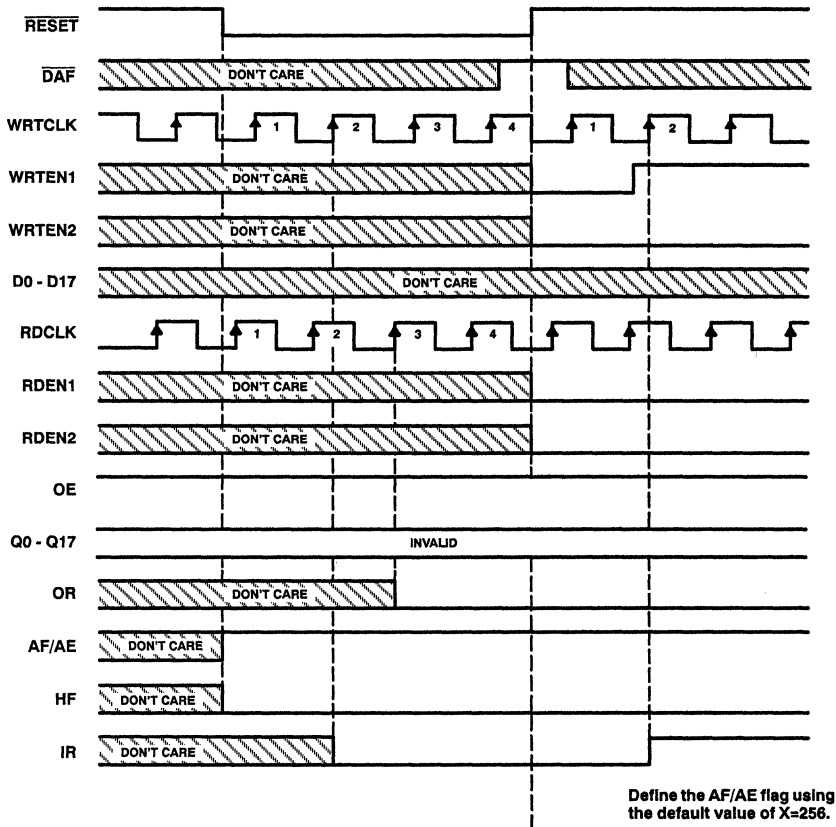 RESET
DAF DON'T CARE
WRTCLK 1 2 3 4 1 2
WRTEN1 DON'T CARE
WRTEN2 DON'T CARE
D0 - D17 DON'T CARE
RDCLK 1 2 3 4
RDEN1 DON'T CARE
RDEN2 DON'T CARE
OE
Q0 - Q17 INVALID
OR DON'T CARE
AF/AE DON'T CARE
HF DON'T CARE
IR DON'T CARE
Define the AF/AE flag using
the default value of X=256.